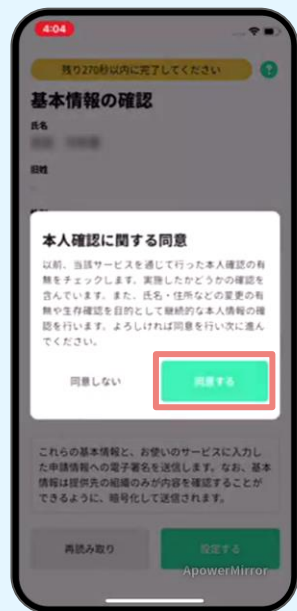 4:04
残り270秒以内に完了してください
?
基本情報の確認
氏名
旧姓
本人確認に関する同意
以前、当該サービスを通じて行った本人確認の有
無をチェックします。実施したかどうかの確認を
含んでいます。また、氏名・住所などの変更の有
無や生存確認を目的として継続的な本人情報の確
認を行います。よろしければ同意を行い次に進ん
でください。
同意しない
同意する
これらの基本情報と、お使いのサービスに入力し
た申請情報への電子署名を送信します。なお、基本
情報は提供先の組織のみが内容を確認することが
できるように、暗号化して送信されます。
再読み取り
設定する
ApowerMirror